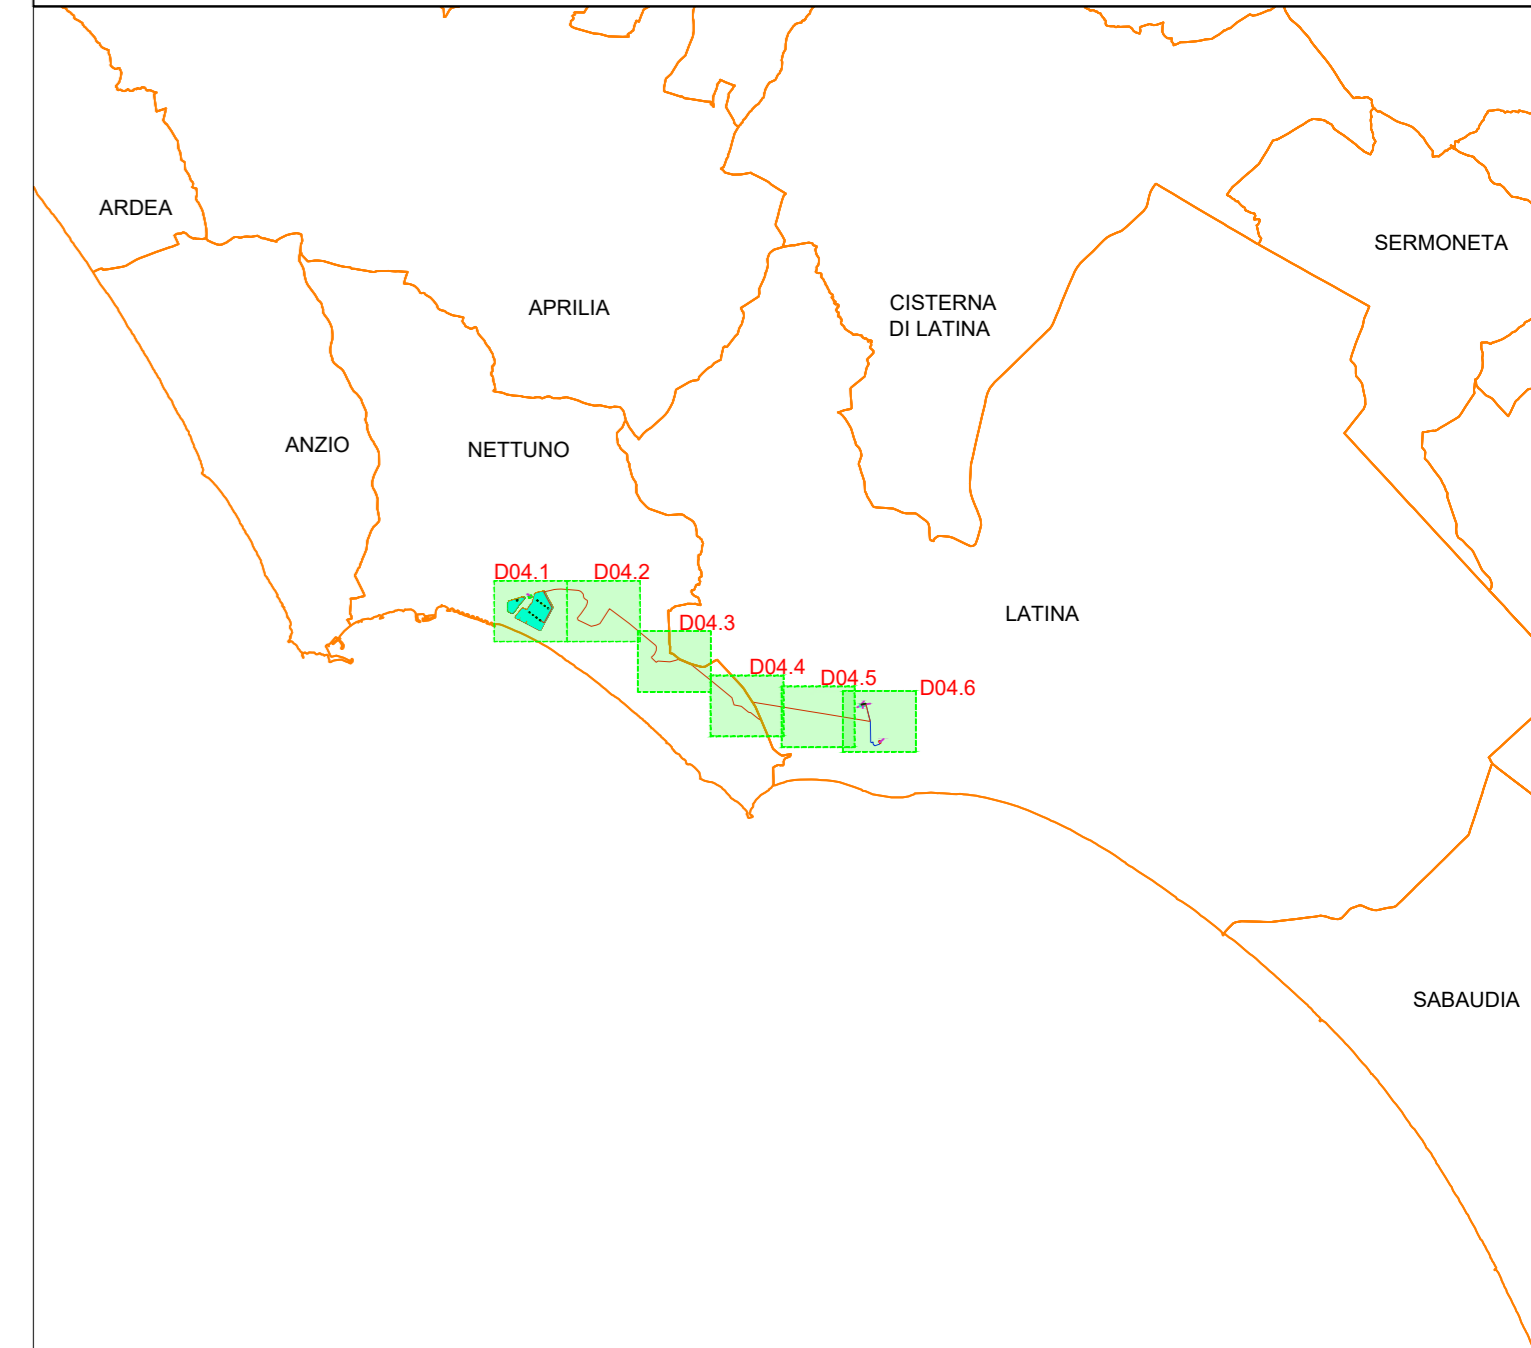 ARDEA
SERMONETA
CISTERNA
DI LATINA
APRILIA
ANZIO
NETTUNO
D04.1
D04.2
LATINA
D04.3
D04.4
D04.5
D04.6
SABAUDIA